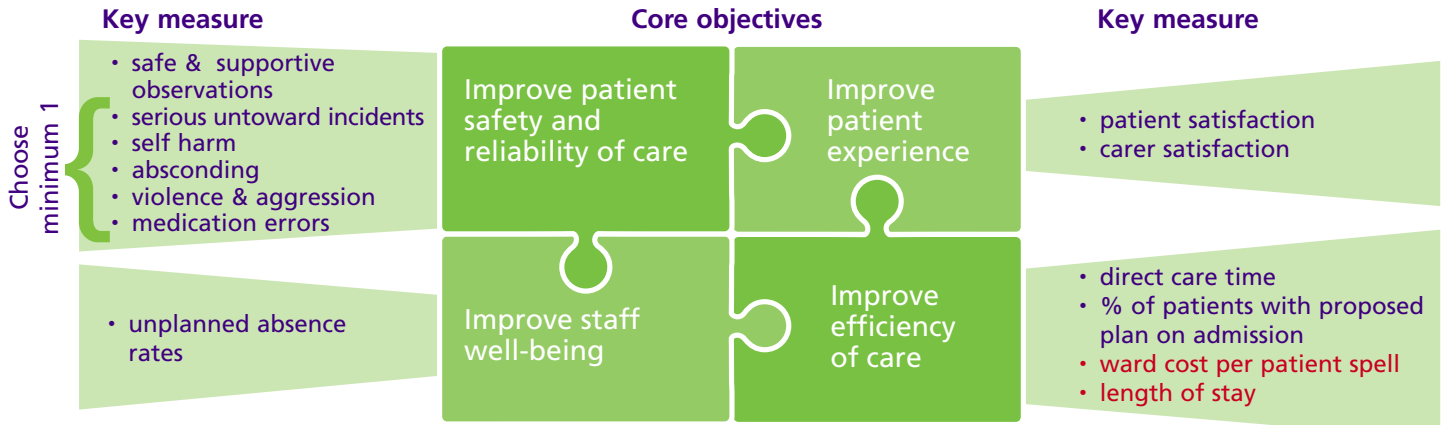 Key measure
Core objectives
Key measure
Choose
minimum 1
• safe & supportive
observations
• serious untoward incidents
• self harm
• absconding
• violence & aggression
• medication errors
Improve patient
safety and
reliability of care
Improve
patient
experience
• patient satisfaction
• carer satisfaction
• unplanned absence
rates
Improve staff
well-being
Improve
efficiency
of care
• direct care time
• % of patients with proposed
plan on admission
• ward cost per patient spell
• length of stay